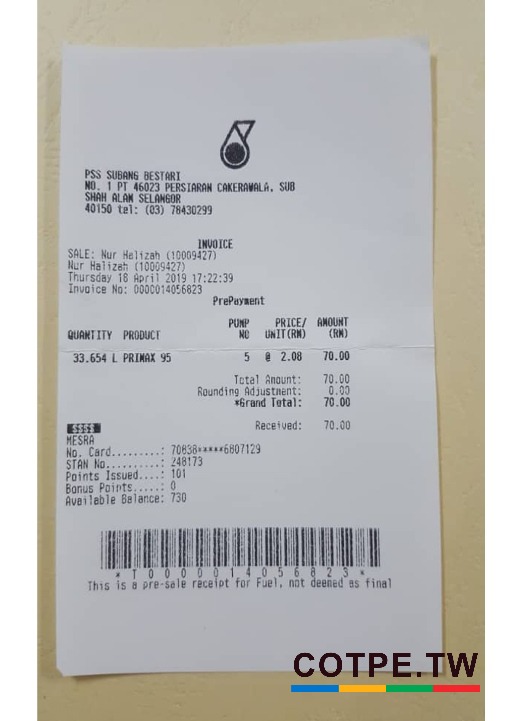 PSS SUBANG BESTARI
NO. 1 PT 46023 PERSIARAN CAKERAWALA, SUB
SHAH ALAM SELANGOR
40150 tel: (03) 78430299
INVOICE
SALE: Nur Halizah (10009427)
Nur Halizah (10009427)
Thursday 18 April 2019 17:22:39
Invoice No: 0000014056823
PrePayment
QUANTITY PRODUCT PUMP NO PRICE/ UNIT(RM) AMOUNT (RM)
33.654 L PRIMAX 95 5 @ 2.08 70.00
Total Amount: 70.00
Rounding Adjustment: 0.00
*Grand Total: 70.00
$$$$ Received: 70.00
MESRA
No. Card.........: 70838*****6807129
STAN No..........: 248173
Points Issued....: 101
Bonus Points.....: 0
Available Balance: 730
* T 0 0 0 0 0 1 4 0 5 6 8 2 3 *
This is a pre-sale receipt for Fuel, not deemed as final
COTPE.TW